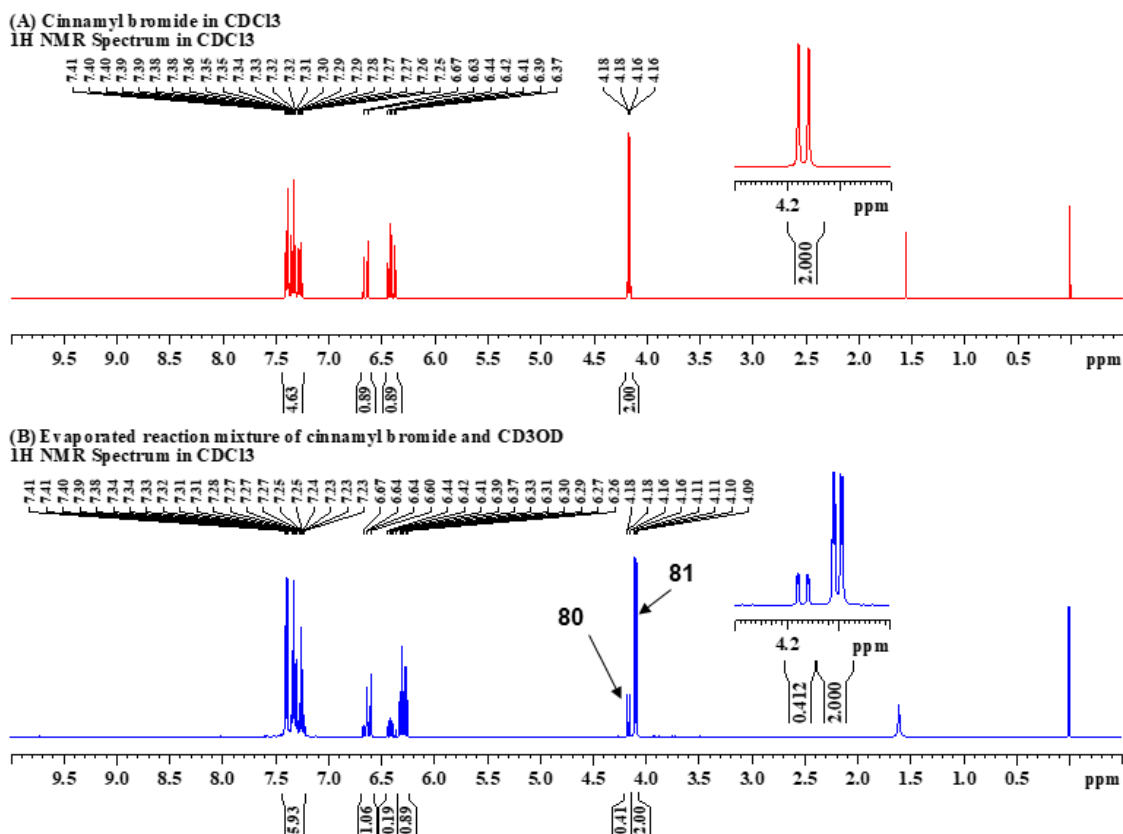 (A) Cinnamyl bromide in CDCl3
1H NMR Spectrum in CDCl3
7.41 7.40 7.40 7.39 7.39 7.38 7.38 7.36 7.35 7.35 7.34 7.33 7.32 7.32 7.31 7.30 7.29 7.29 7.28 7.27 7.27 7.26 7.25 6.67 6.63 6.44 6.42 6.41 6.39 6.37 4.18 4.18 4.16 4.16
4.2 ppm
2.000
9.5 9.0 8.5 8.0 7.5 7.0 6.5 6.0 5.5 5.0 4.5 4.0 3.5 3.0 2.5 2.0 1.5 1.0 0.5 ppm
4.63 0.89 0.89 2.00
(B) Evaporated reaction mixture of cinnamyl bromide and CD3OD
1H NMR Spectrum in CDCl3
7.41 7.41 7.40 7.39 7.38 7.34 7.34 7.33 7.32 7.31 7.31 7.28 7.27 7.27 7.27 7.25 7.25 7.24 7.23 7.23 7.23 6.67 6.64 6.64 6.60 6.44 6.42 6.41 6.39 6.37 6.33 6.31 6.30 6.29 6.27 6.26 4.18 4.18 4.16 4.16 4.11 4.11 4.10 4.09
81
80
4.2 ppm
0.412 2.000
9.5 9.0 8.5 8.0 7.5 7.0 6.5 6.0 5.5 5.0 4.5 4.0 3.5 3.0 2.5 2.0 1.5 1.0 0.5 ppm
5.93 1.06 0.19 0.89 0.41 2.00